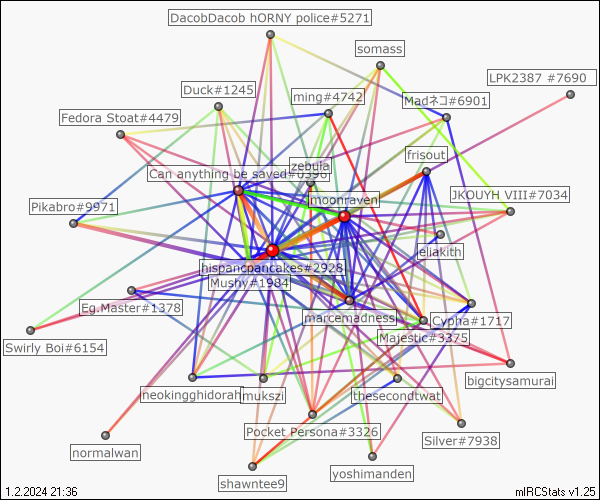 DacobDacob hORNY police#5271
somass
LPK2387 #7690
Duck#1245
ming#4742
Madネコ#6901
Fedora Stoat#4479
frisout
zebula
Can anything be saved#0396
JKOUYH VIII#7034
moonraven
Pikabro#9971
eliakith
hispancpancakes#2928
Mushy#1984
Eg.Master#1378
marcemadness
Cypha#1717
Majestic#3375
Swirly Boi#6154
bigcitysamurai
neokingghidorah
mukszi
thesecondtwat
Pocket Persona#3326
Silver#7938
normalwan
yoshimanden
shawntee9
1.2.2024 21:36
mIRCStats v1.25